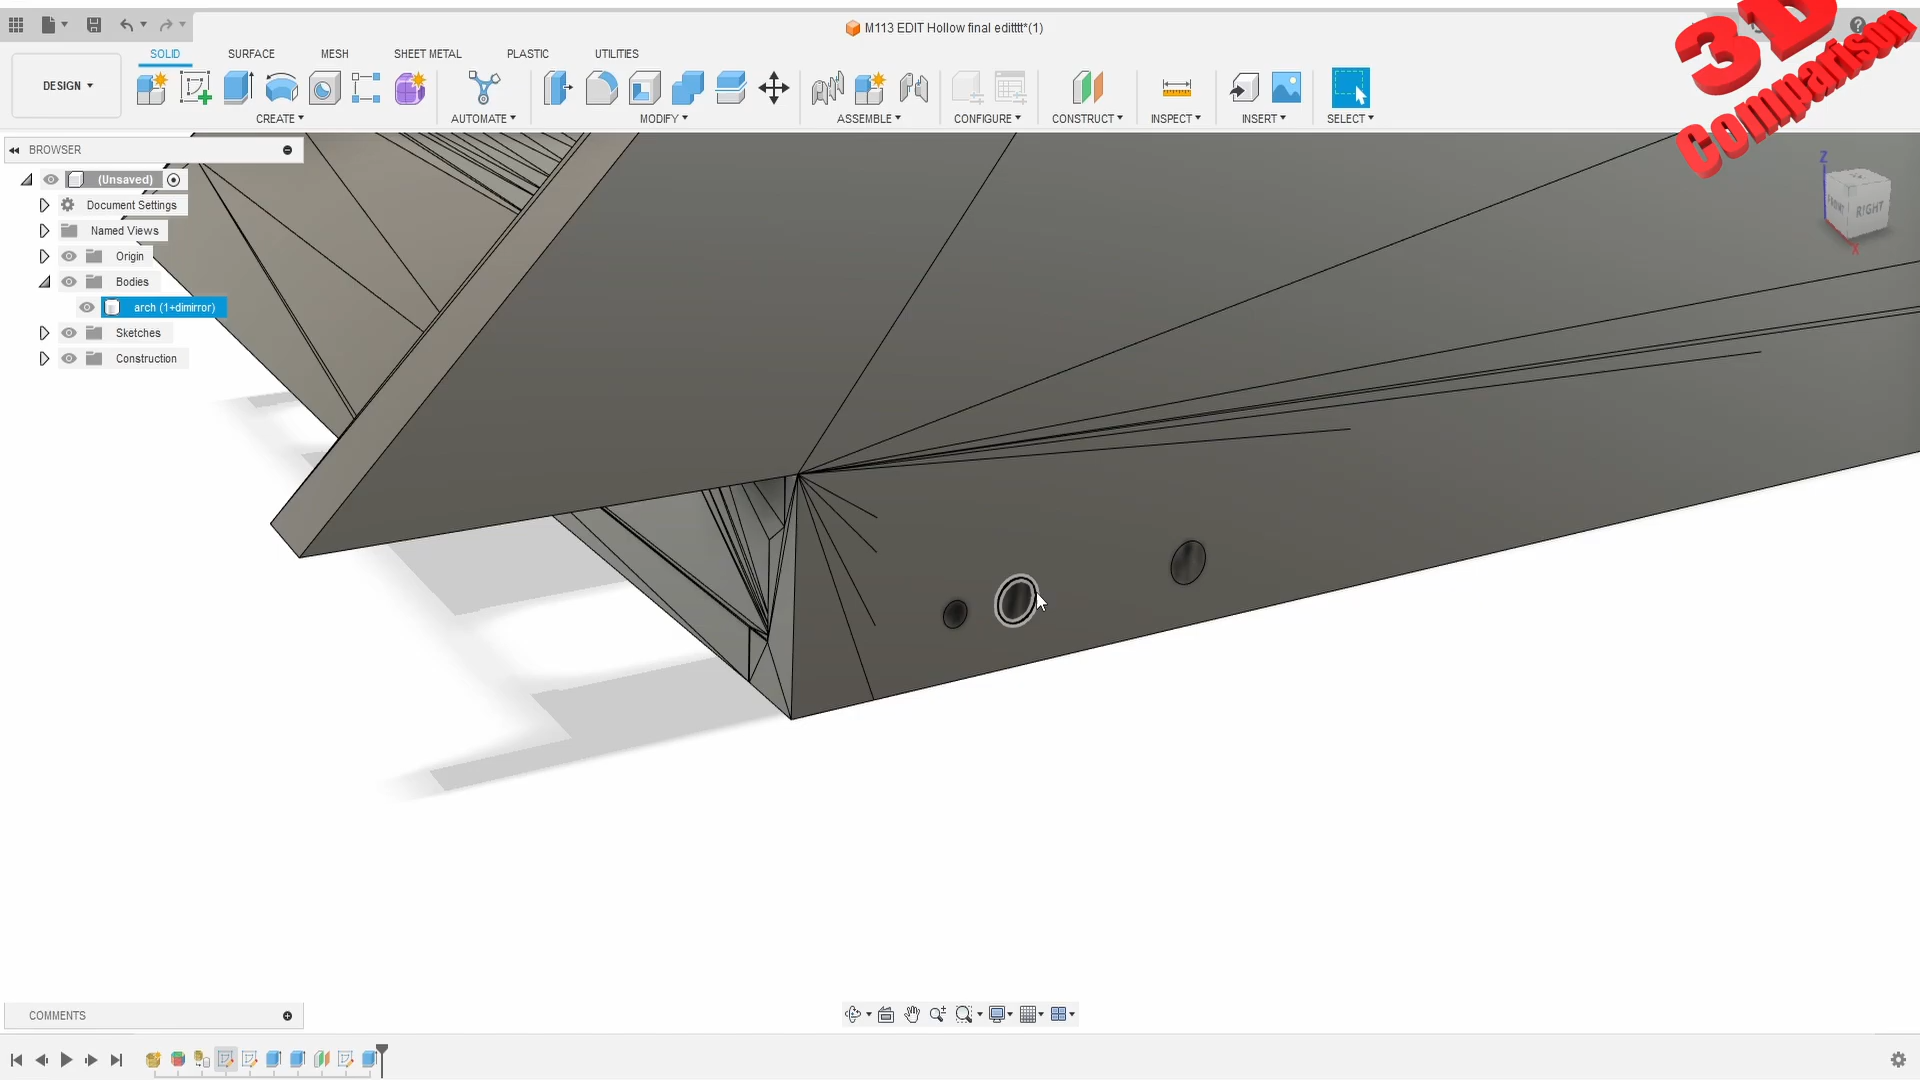 M113 EDIT Hollow final editttt*(1)
3D
Comparison
SOLID SURFACE MESH SHEET METAL PLASTIC UTILITIES
DESIGN
CREATE AUTOMATE MODIFY ASSEMBLE CONFIGURE CONSTRUCT INSPECT INSERT SELECT
BROWSER
(Unsaved)
Document Settings
Named Views
Origin
Bodies
arch (1+dimirror)
Sketches
Construction
Z
FRONT RIGHT
X
COMMENTS